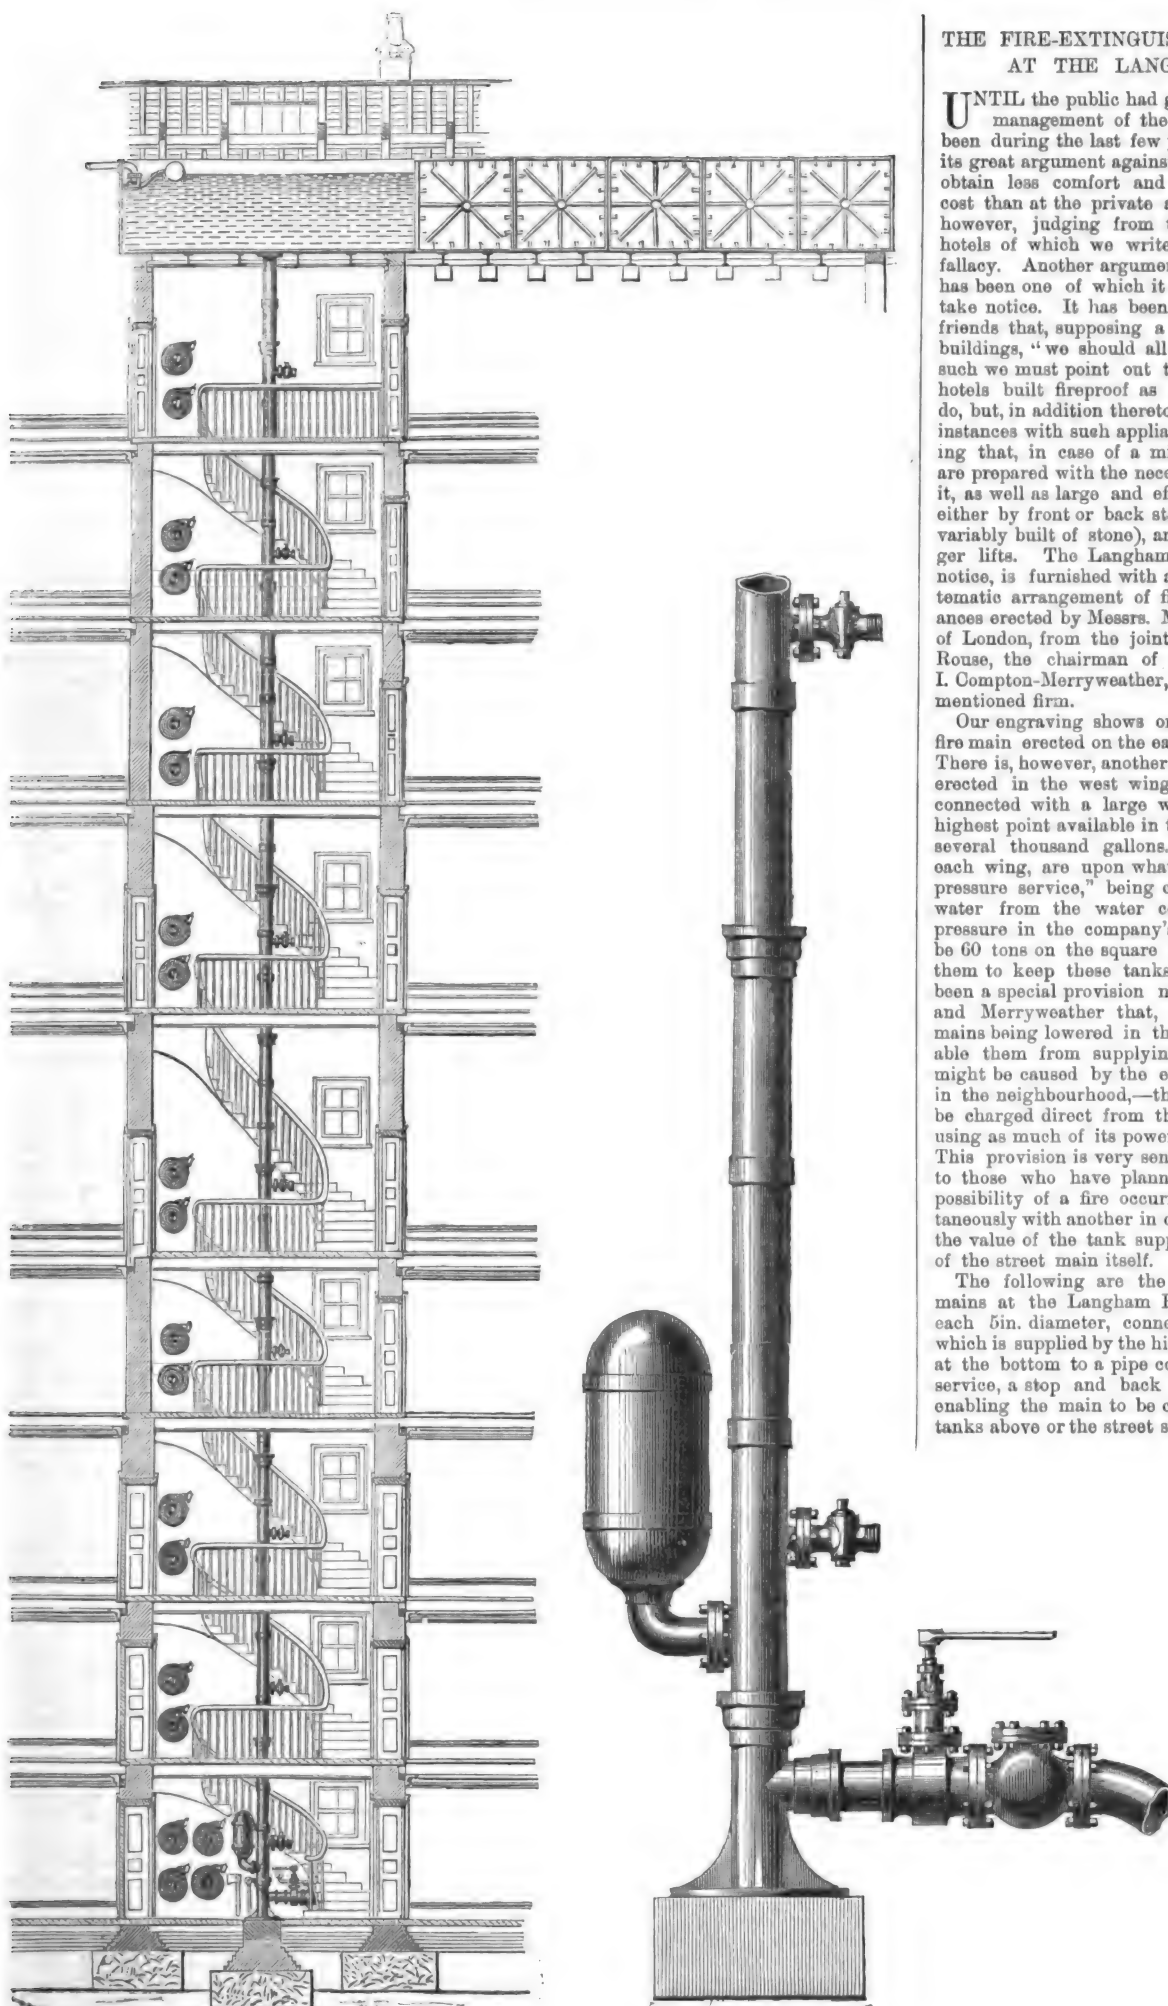 THE FIRE-EXTINGUIS
AT THE LANG
UNTIL the public had g
management of the
been during the last few
its great argument agains
obtain less comfort and
cost than at the private a
however, judging from t
hotels of which we write
fallacy. Another argumen
has been one of which it
take notice. It has been
friends that, supposing a
buildings, "we should all
such we must point out t
hotels built fireproof as
do, but, in addition thereto
instances with such applia
ing that, in case of a mi
are prepared with the nece
it, as well as large and ef
either by front or back st
variably built of stone), an
ger lifts. The Langham
notice, is furnished with a
tematic arrangement of fi
ances erected by Messrs. M
of London, from the joint
Rouse, the chairman of
I. Compton-Merryweather,
mentioned firm.
Our engraving shows or
fire main erected on the ea
There is, however, another
erected in the west wing
connected with a large w
highest point available in t
several thousand gallons.
each wing, are upon wha
pressure service," being c
water from the water co
pressure in the company's
be 60 tons on the square
them to keep these tanks
been a special provision m
and Merryweather that,
mains being lowered in th
able them from supplyin
might be caused by the e
in the neighbourhood,—th
be charged direct from th
using as much of its power
This provision is very sen
to those who have plann
possibility of a fire occurr
taneously with another in o
the value of the tank supp
of the street main itself.
The following are the
mains at the Langham H
each 5in. diameter, conne
which is supplied by the hi
at the bottom to a pipe co
service, a stop and back
enabling the main to be c
tanks above or the street s